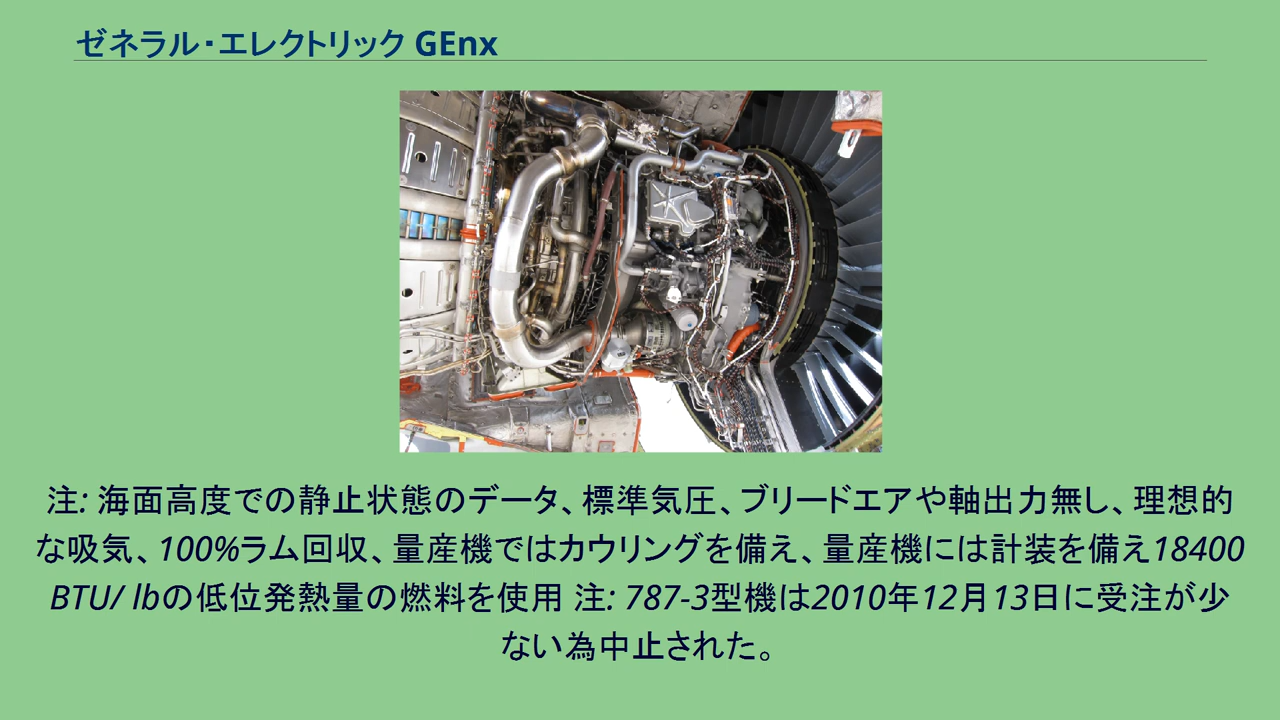 ゼネラル・エレクトリック GEnx
注: 海面高度での静止状態のデータ、標準気圧、ブリードエアや軸出力無し、理想的
な吸気、100%ラム回収、量産機ではカウリングを備え、量産機には計装を備え18400
BTU/ lbの低位発熱量の燃料を使用 注: 787-3型機は2010年12月13日に受注が少
ない為中止された。